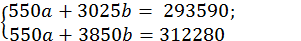 550a + 3025b = 293590;
550a + 3850b = 312280